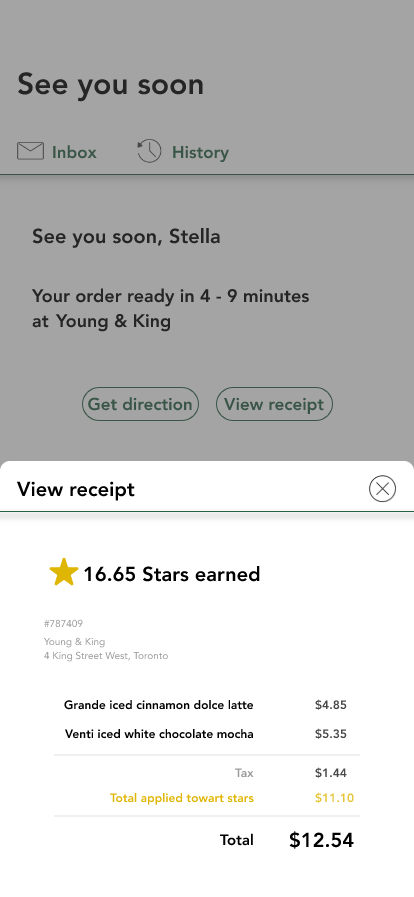 See you soon
Inbox History
See you soon, Stella
Your order ready in 4 - 9 minutes
at Young & King
Get direction View receipt
View receipt
16.65 Stars earned
#787409
Young & King
4 King Street West, Toronto
Grande iced cinnamon dolce latte $4.85
Venti iced white chocolate mocha $5.35
Tax $1.44
Total applied towart stars $11.10
Total $12.54